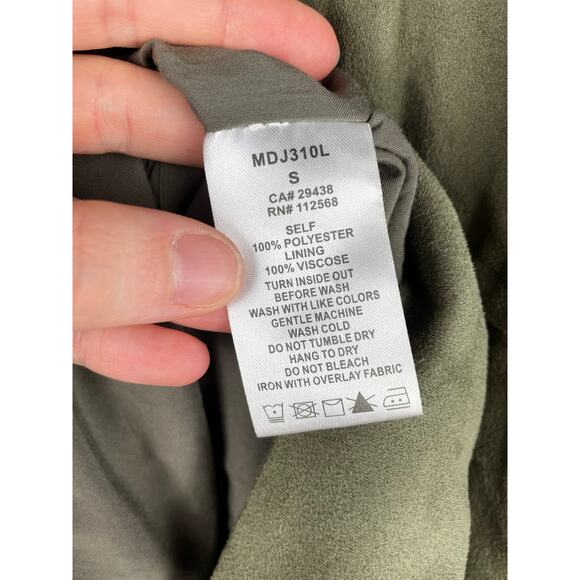 MDJ310L
S
CA# 29438
RN# 112568
SELF
100% POLYESTER
LINING
100% VISCOSE
TURN INSIDE OUT
BEFORE WASH
WASH WITH LIKE COLORS
GENTLE MACHINE
WASH COLD
DO NOT TUMBLE DRY
HANG TO DRY
DO NOT BLEACH
IRON WITH OVERLAY FABRIC